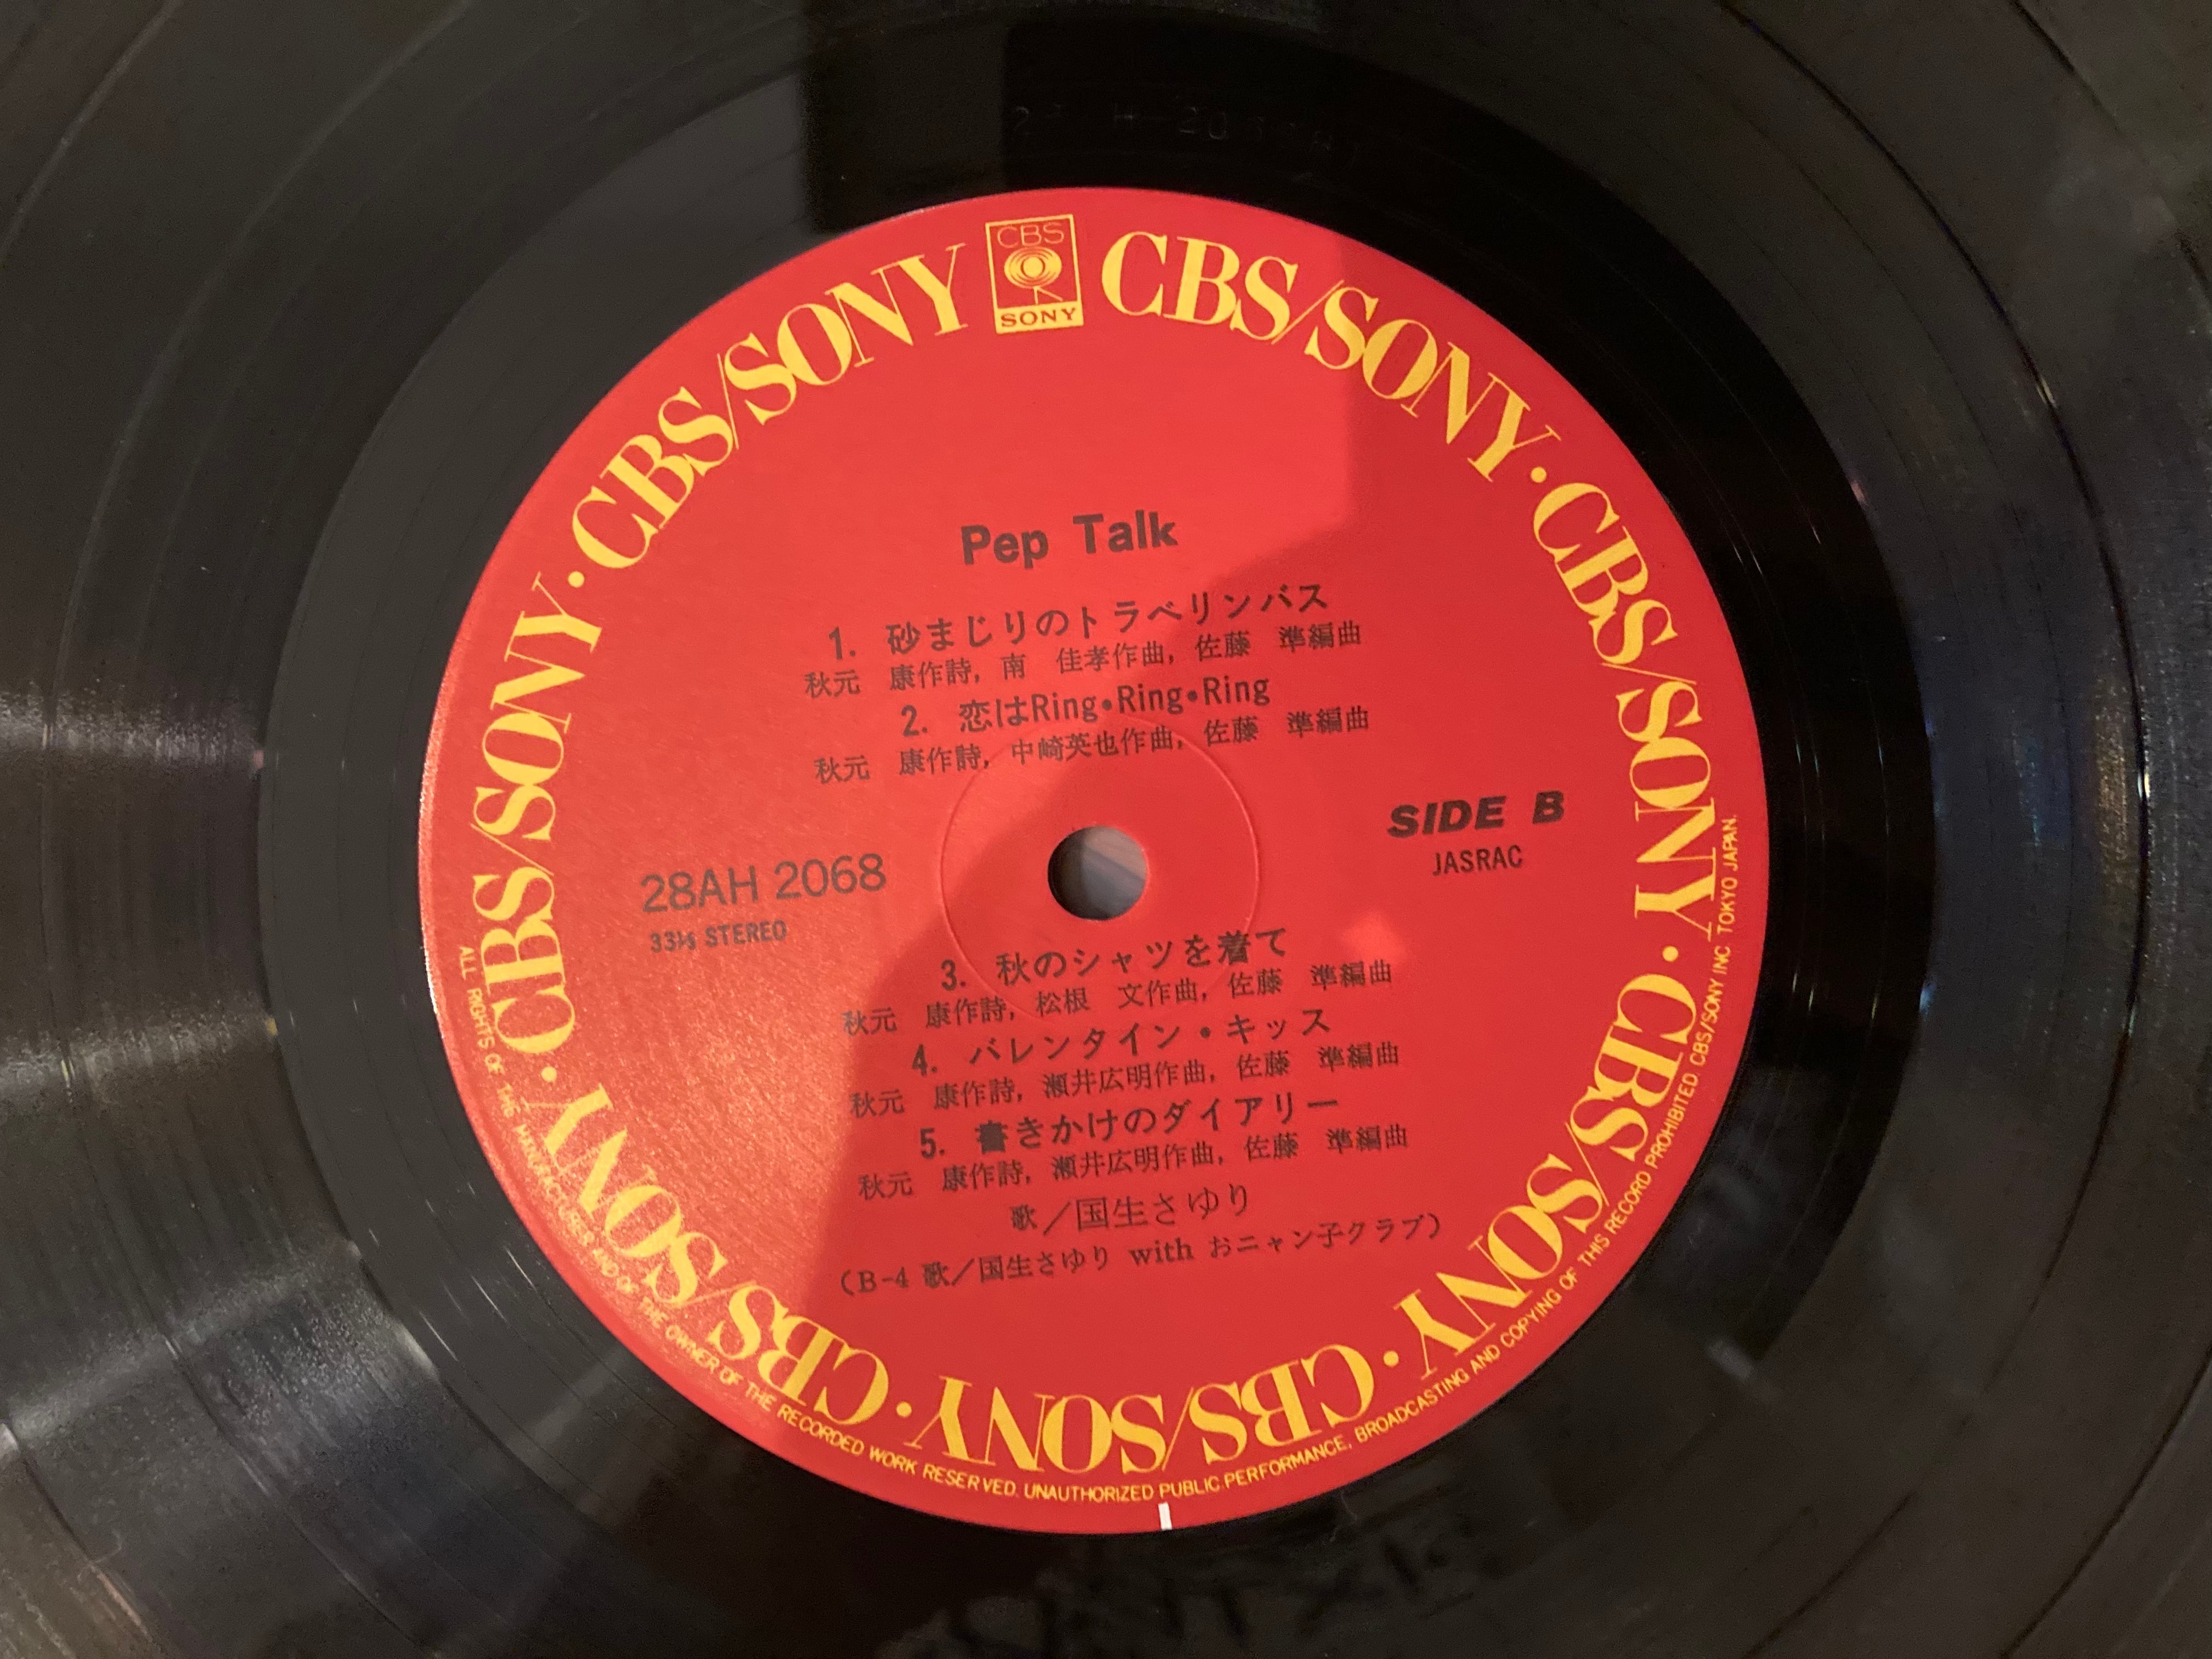 CBS
SONY
CBS/SONY · CBS/SONY · CBS/SONY · CBS/SONY · CBS/SONY · CBS/SONY · CBS/SONY · CBS/SONY
Pep Talk
1. 砂まじりのトラベリンバス
秋元 康作詩, 南 佳孝作曲, 佐藤 準編曲
2. 恋はRing•Ring•Ring
秋元 康作詩, 中崎英也作曲, 佐藤 準編曲
SIDE B
JASRAC
28AH 2068
33⅓ STEREO
3. 秋のシャツを着て
秋元 康作詩, 松根 文作曲, 佐藤 準編曲
4. バレンタイン・キッス
秋元 康作詩, 瀬井広明作曲, 佐藤 準編曲
5. 書きかけのダイアリー
秋元 康作詩, 瀬井広明作曲, 佐藤 準編曲
歌／国生さゆり
(B-4 歌／国生さゆり with おニャン子クラブ)
ALL RIGHTS OF THE MANUFACTURER AND OF THE OWNER OF THE RECORDED WORK RESERVED. UNAUTHORIZED PUBLIC PERFORMANCE, BROADCASTING AND COPYING OF THIS RECORD PROHIBITED CBS/SONY INC TOKYO JAPAN.